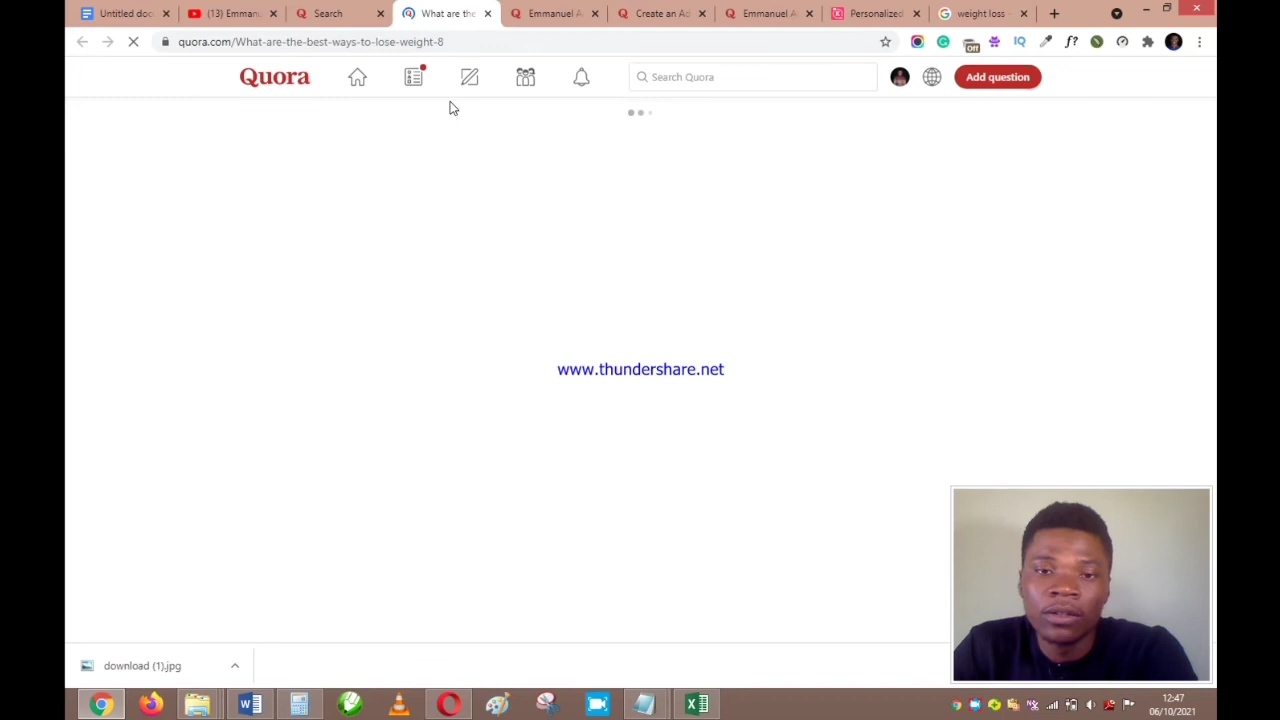 Untitled doc
(13) Emmanu
Search
What are the
Emmanuel A
Create an Ad
Emmanuel A
Personalized
weight loss -
quora.com/What-are-the-best-ways-to-lose-weight-8
Off
IQ
f?
Quora
Search Quora
Add question
www.thundershare.net
download (1).jpg
12:47
06/10/2021